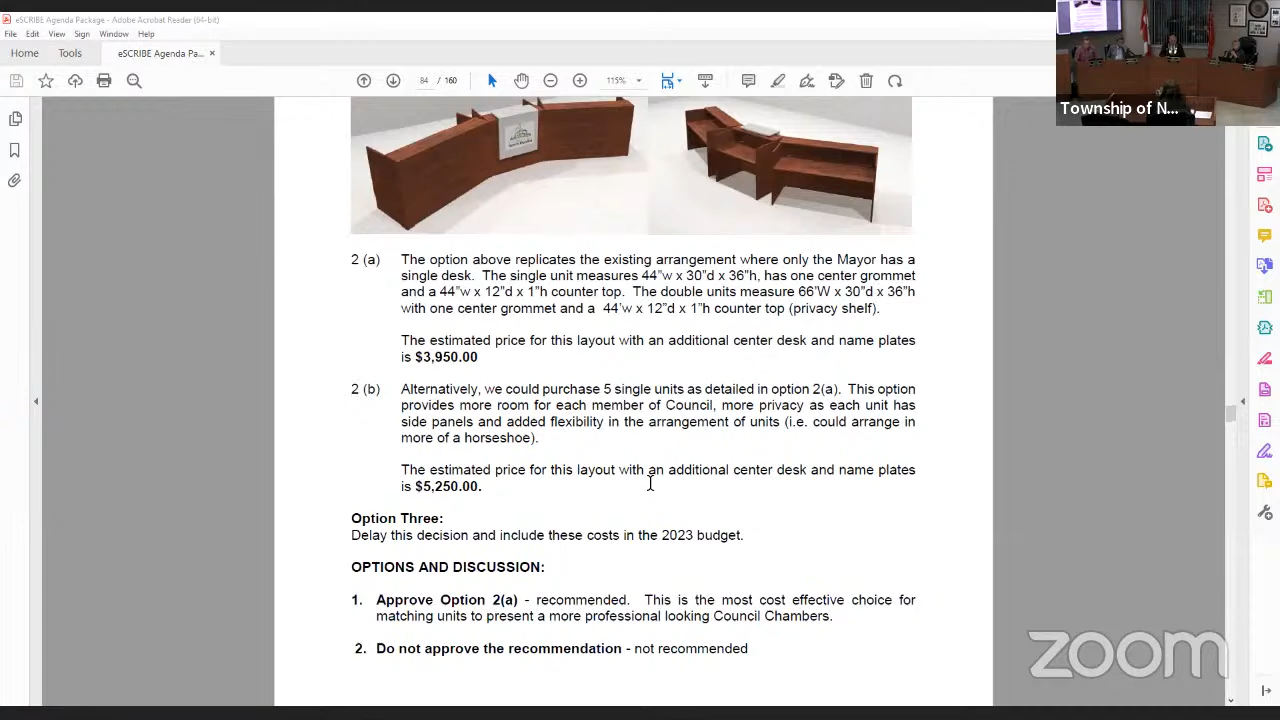 eSCRIBE Agenda Package - Adobe Acrobat Reader (64-bit)
File Edit View Sign Window Help
Home Tools eSCRIBE Agenda Pa... ×
84 / 160 115%
Township of N...
2 (a) The option above replicates the existing arrangement where only the Mayor has a
single desk. The single unit measures 44”w x 30”d x 36”h, has one center grommet
and a 44”w x 12”d x 1”h counter top. The double units measure 66’W x 30”d x 36”h
with one center grommet and a 44’w x 12”d x 1”h counter top (privacy shelf).
The estimated price for this layout with an additional center desk and name plates
is $3,950.00
2 (b) Alternatively, we could purchase 5 single units as detailed in option 2(a). This option
provides more room for each member of Council, more privacy as each unit has
side panels and added flexibility in the arrangement of units (i.e. could arrange in
more of a horseshoe).
The estimated price for this layout with an additional center desk and name plates
is $5,250.00.
Option Three:
Delay this decision and include these costs in the 2023 budget.
OPTIONS AND DISCUSSION:
1. Approve Option 2(a) - recommended. This is the most cost effective choice for
matching units to present a more professional looking Council Chambers.
2. Do not approve the recommendation - not recommended
zoom